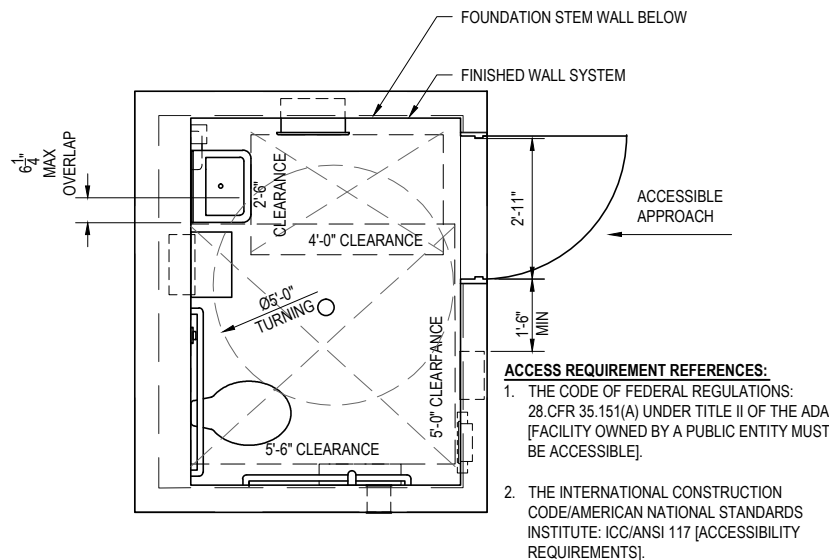 FOUNDATION STEM WALL BELOW
FINISHED WALL SYSTEM
6 1/4"
MAX
OVERLAP
2'-6"
CLEARANCE
4'-0" CLEARANCE
2'-11"
ACCESSIBLE
APPROACH
Ø5'-0"
TURNING
1'-6"
MIN
5'-0" CLEARFANCE
5'-6" CLEARANCE
ACCESS REQUIREMENT REFERENCES:
1. THE CODE OF FEDERAL REGULATIONS:
28.CFR 35.151(A) UNDER TITLE II OF THE ADA
[FACILITY OWNED BY A PUBLIC ENTITY MUST
BE ACCESSIBLE].
2. THE INTERNATIONAL CONSTRUCTION
CODE/AMERICAN NATIONAL STANDARDS
INSTITUTE: ICC/ANSI 117 [ACCESSIBILITY
REQUIREMENTS].